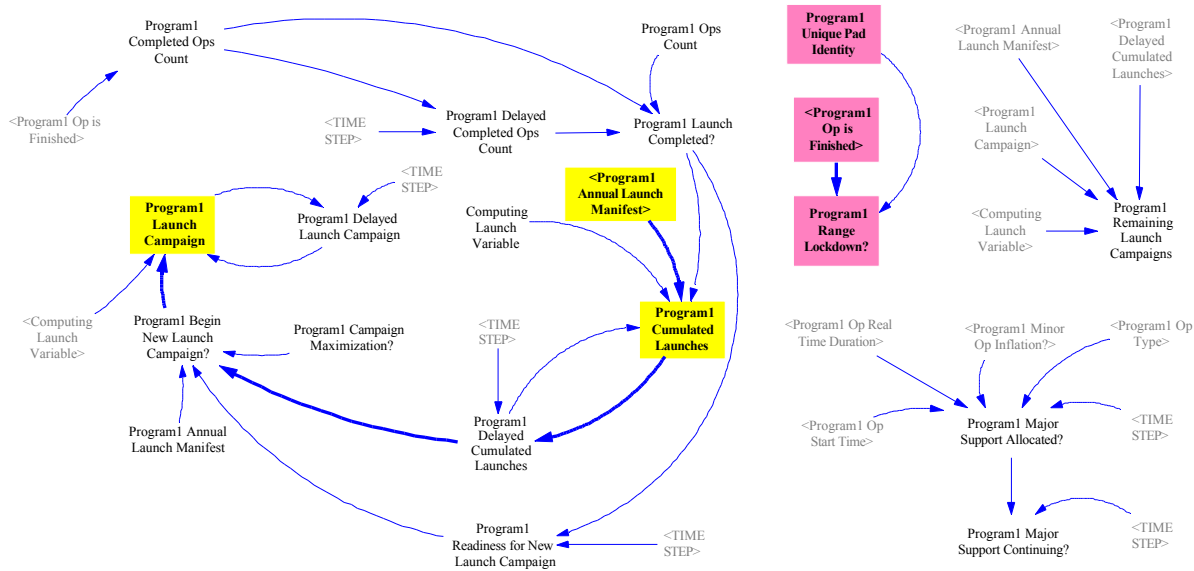 Program1
Completed Ops
Count
Program1 Ops
Count
<Program1 Op is
Finished>
<TIME
STEP>
Program1 Delayed
Completed Ops
Count
Program1 Launch
Completed?
<TIME
STEP>
<Program1
Annual Launch
Manifest>
Program1
Launch
Campaign
Program1 Delayed
Launch Campaign
Computing
Launch
Variable
<Computing
Launch
Variable>
Program1 Begin
New Launch
Campaign?
Program1 Campaign
Maximization?
<TIME
STEP>
Program1
Cumulated
Launches
Program1 Annual
Launch Manifest
Program1
Delayed
Cumulated
Launches
Program1
Readiness for New
Launch Campaign
<TIME
STEP>
Program1
Unique Pad
Identity
<Program1
Op is
Finished>
Program1
Range
Lockdown?
<Program1 Annual
Launch Manifest>
<Program1
Delayed
Cumulated
Launches>
<Program1
Launch
Campaign>
<Computing
Launch
Variable>
Program1
Remaining
Launch
Campaigns
<Program1 Op Real
Time Duration>
<Program1 Minor
Op Inflation?>
<Program1 Op
Type>
<Program1 Op
Start Time>
Program1 Major
Support Allocated?
<TIME
STEP>
Program1 Major
Support Continuing?
<TIME
STEP>